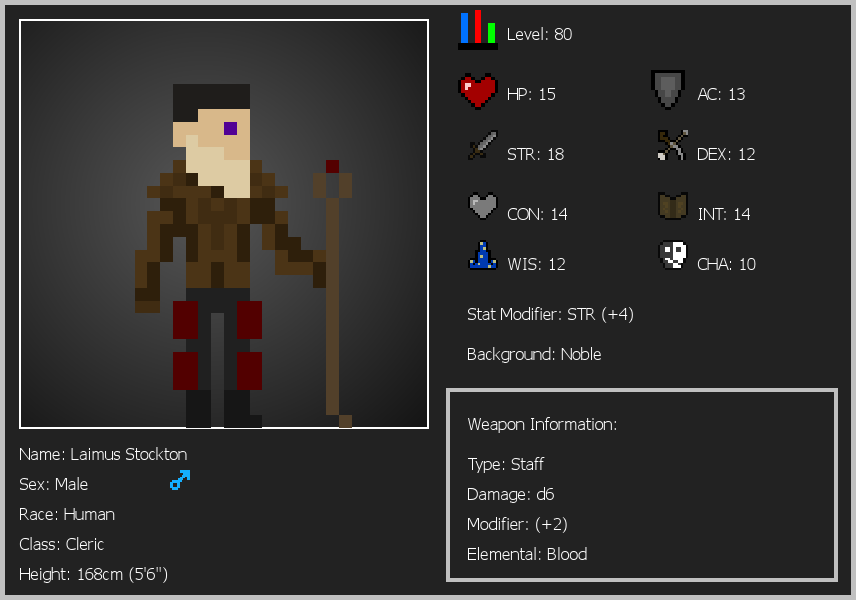 Level: 80
HP: 15
AC: 13
STR: 18
DEX: 12
CON: 14
INT: 14
WIS: 12
CHA: 10
Stat Modifier: STR (+4)
Background: Noble
Weapon Information:
Type: Staff
Damage: d6
Modifier: (+2)
Elemental: Blood
Name: Laimus Stockton
Sex: Male
Race: Human
Class: Cleric
Height: 168cm (5'6")